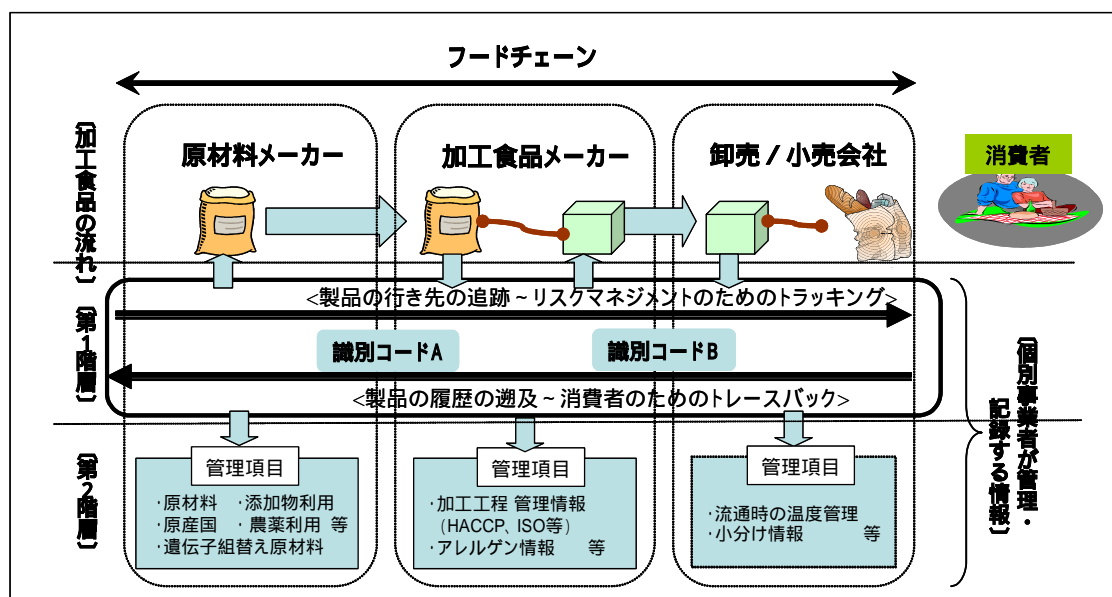 フードチェーン
原材料メーカー
加工食品メーカー
卸売 / 小売会社
消費者
〔加工食品の流れ〕
<製品の行き先の追跡~リスクマネジメントのためのトラッキング>
〔第1階層〕
識別コードA
識別コードB
<製品の履歴の遡及~消費者のためのトレースバック>
〔個別事業者が管理・
記録する情報〕
〔第2階層〕
管理項目
・原材料 ・添加物利用
・原産国 ・農薬利用 等
・遺伝子組替え原材料
管理項目
・加工工程 管理情報
(HACCP、ISO等)
・アレルゲン情報 等
管理項目
・流通時の温度管理
・小分け情報 等